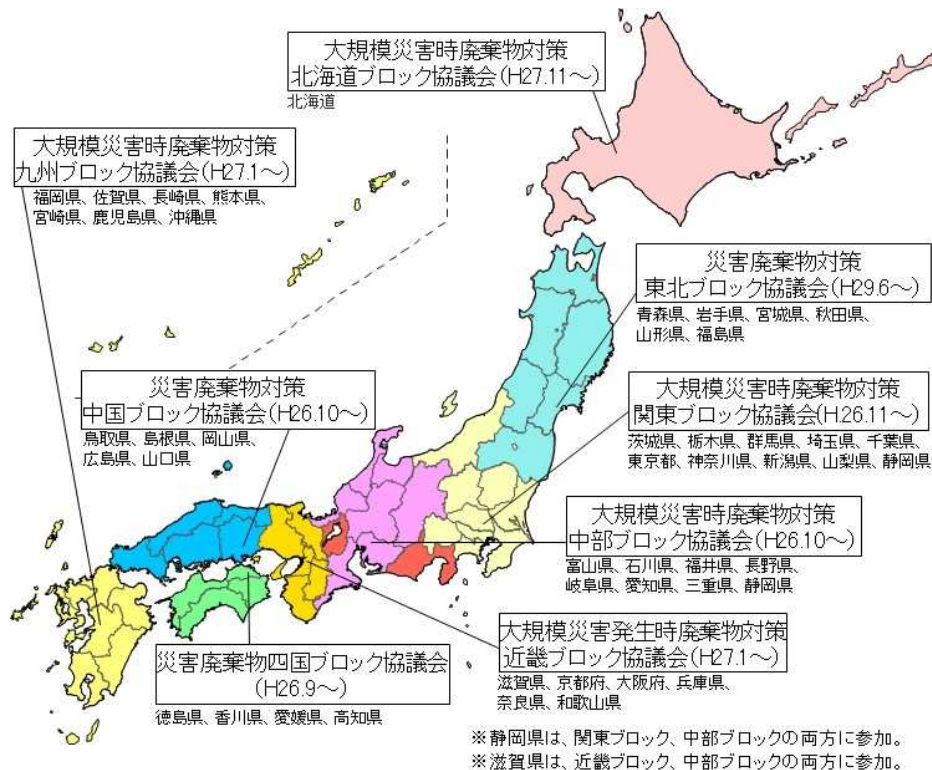 大規模災害時廃棄物対策
北海道ブロック協議会(H27.11～)
北海道
大規模災害時廃棄物対策
九州ブロック協議会(H27.1～)
福岡県、佐賀県、長崎県、熊本県、
宮崎県、鹿児島県、沖縄県
災害廃棄物対策
東北ブロック協議会(H29.6～)
青森県、岩手県、宮城県、秋田県、
山形県、福島県
災害廃棄物対策
中国ブロック協議会(H26.10～)
鳥取県、島根県、岡山県、
広島県、山口県
大規模災害時廃棄物対策
関東ブロック協議会(H26.11～)
茨城県、栃木県、群馬県、埼玉県、千葉県、
東京都、神奈川県、新潟県、山梨県、静岡県
大規模災害時廃棄物対策
中部ブロック協議会(H26.10～)
富山県、石川県、福井県、長野県、
岐阜県、愛知県、三重県、静岡県
大規模災害発生時廃棄物対策
近畿ブロック協議会(H27.1～)
滋賀県、京都府、大阪府、兵庫県、
奈良県、和歌山県
災害廃棄物四国ブロック協議会
(H26.9～)
徳島県、香川県、愛媛県、高知県
※静岡県は、関東ブロック、中部ブロックの両方に参加。
※滋賀県は、近畿ブロック、中部ブロックの両方に参加。